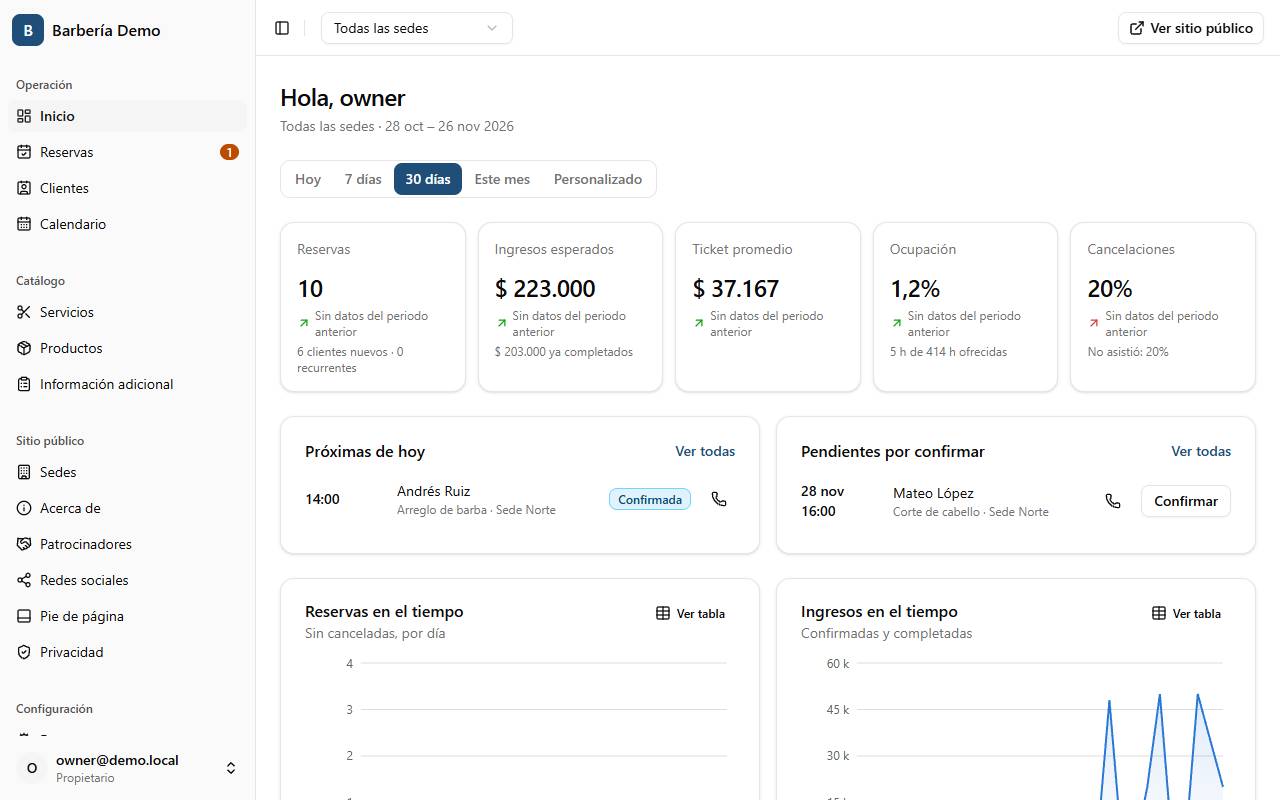 B Barbería Demo
Operación
Inicio
Reservas 1
Clientes
Calendario
Catálogo
Servicios
Productos
Información adicional
Sitio público
Sedes
Acerca de
Patrocinadores
Redes sociales
Pie de página
Privacidad
Configuración
O
owner@demo.local
Propietario
Todas las sedes
Ver sitio público
Hola, owner
Todas las sedes · 28 oct – 26 nov 2026
Hoy 7 días 30 días Este mes Personalizado
Reservas
10
Sin datos del periodo
anterior
6 clientes nuevos · 0
recurrentes
Ingresos esperados
$ 223.000
Sin datos del periodo
anterior
$ 203.000 ya completados
Ticket promedio
$ 37.167
Sin datos del periodo
anterior
Ocupación
1,2%
Sin datos del periodo
anterior
5 h de 414 h ofrecidas
Cancelaciones
20%
Sin datos del periodo
anterior
No asistió: 20%
Próximas de hoy Ver todas
14:00
Andrés Ruiz
Arreglo de barba · Sede Norte
Confirmada
Pendientes por confirmar Ver todas
28 nov
16:00
Mateo López
Corte de cabello · Sede Norte
Confirmar
Reservas en el tiempo
Sin canceladas, por día
Ver tabla
4
3
2
Ingresos en el tiempo
Confirmadas y completadas
Ver tabla
60 k
45 k
30 k